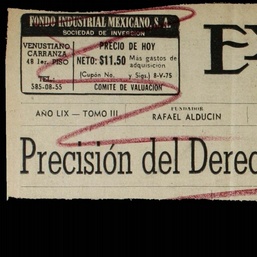 FONDO INDUSTRIAL MEXICANO, S. A.
SOCIEDAD DE INVERSION
VENUSTIANO CARRANZA 48 1er. PISO
TEL: 585-08-55
PRECIO DE HOY
NETO: $11.50 Más gastos de adquisición
(Cupón No. y Sigs.) 8-V-75
COMITE DE VALUACION
E
AÑO LIX — TOMO III
FUNDADOR
RAFAEL ALDUCIN
Precisión del Derec